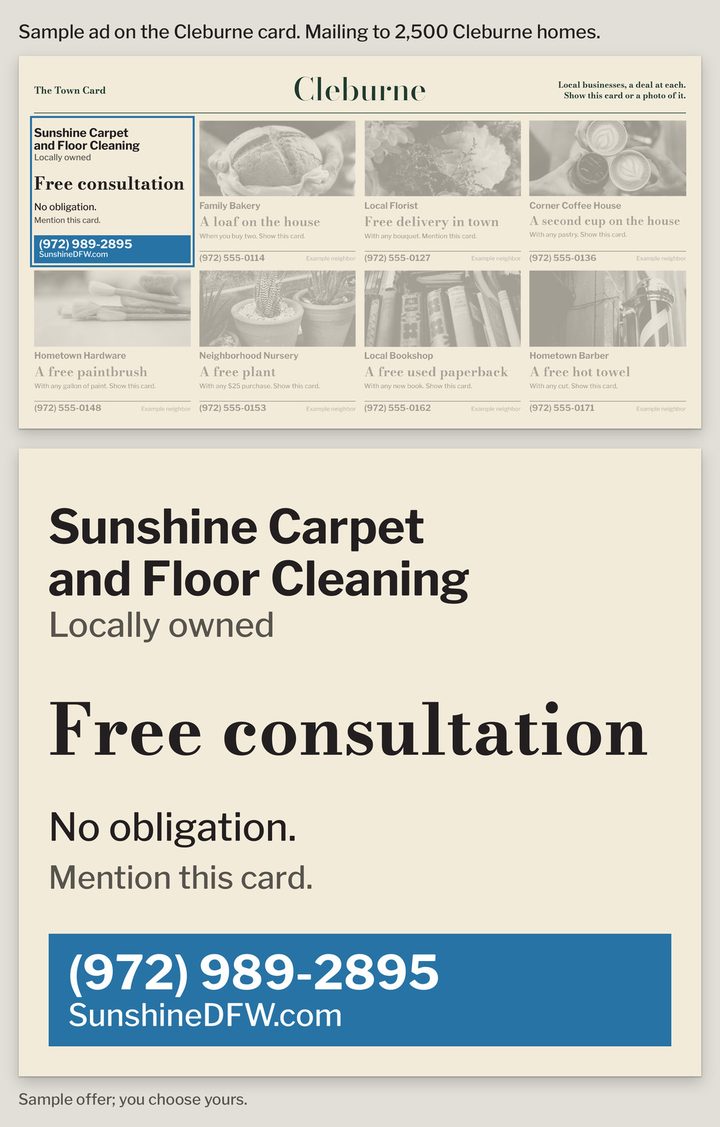 Sample ad on the Cleburne card. Mailing to 2,500 Cleburne homes.
The Town Card
Cleburne
Local businesses, a deal at each.
Show this card or a photo of it.
Sunshine Carpet
and Floor Cleaning
Locally owned
Free consultation
No obligation.
Mention this card.
(972) 989-2895
SunshineDFW.com
Family Bakery
A loaf on the house
When you buy two. Show this card.
(972) 555-0114
Example neighbor
Local Florist
Free delivery in town
With any bouquet. Mention this card.
(972) 555-0127
Example neighbor
Corner Coffee House
A second cup on the house
With any pastry. Show this card.
(972) 555-0136
Example neighbor
Hometown Hardware
A free paintbrush
With any gallon of paint. Show this card.
(972) 555-0148
Example neighbor
Neighborhood Nursery
A free plant
With any $25 purchase. Show this card.
(972) 555-0153
Example neighbor
Local Bookshop
A free used paperback
With any new book. Show this card.
(972) 555-0162
Example neighbor
Hometown Barber
A free hot towel
With any cut. Show this card.
(972) 555-0171
Example neighbor
Sunshine Carpet
and Floor Cleaning
Locally owned
Free consultation
No obligation.
Mention this card.
(972) 989-2895
SunshineDFW.com
Sample offer; you choose yours.